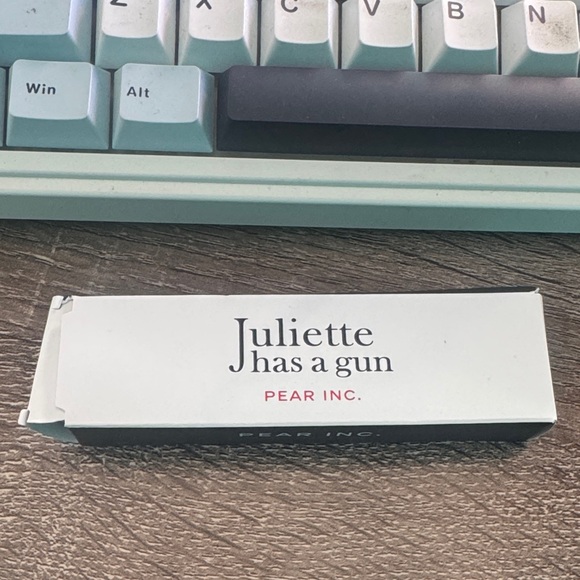 Z X C V B N
Win Alt
Juliette
has a gun
PEAR INC.
PEAR INC.